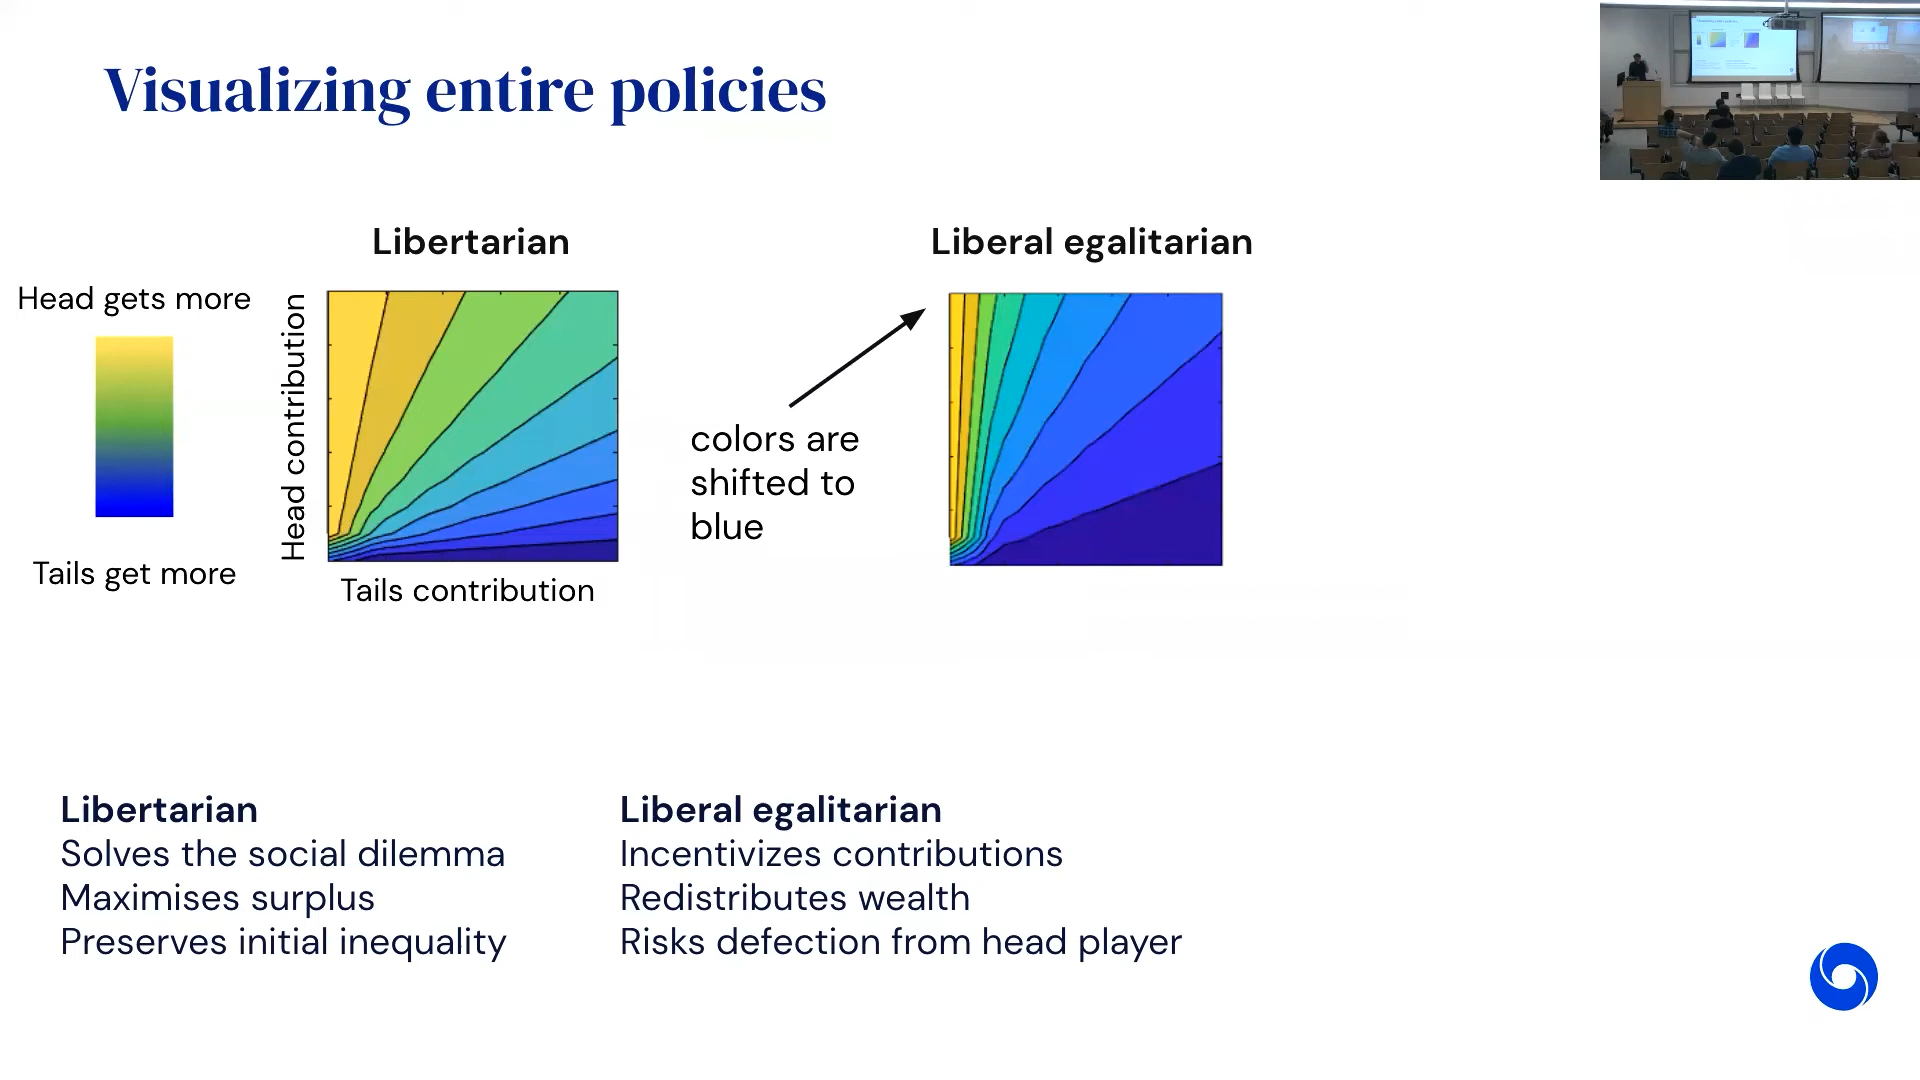 Visualizing entire policies
Libertarian
Liberal egalitarian
Head gets more
Head contribution
colors are
shifted to
blue
Tails get more
Tails contribution
Libertarian
Solves the social dilemma
Maximises surplus
Preserves initial inequality
Liberal egalitarian
Incentivizes contributions
Redistributes wealth
Risks defection from head player